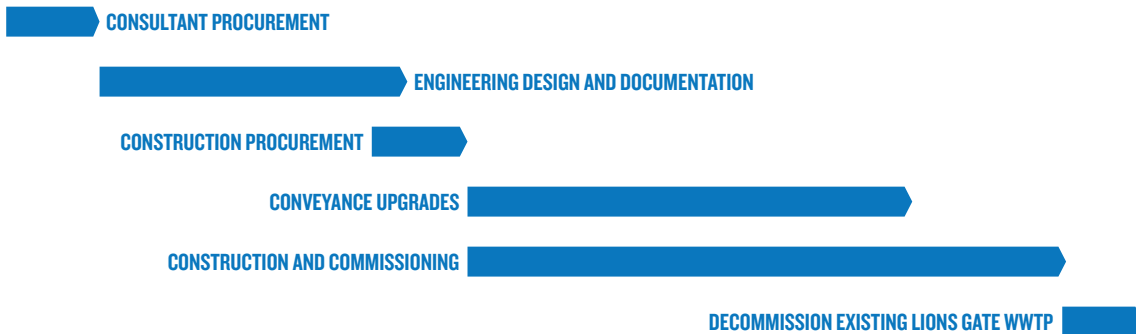 CONSULTANT PROCUREMENT
ENGINEERING DESIGN AND DOCUMENTATION
CONSTRUCTION PROCUREMENT
CONVEYANCE UPGRADES
CONSTRUCTION AND COMMISSIONING
DECOMMISSION EXISTING LIONS GATE WWTP